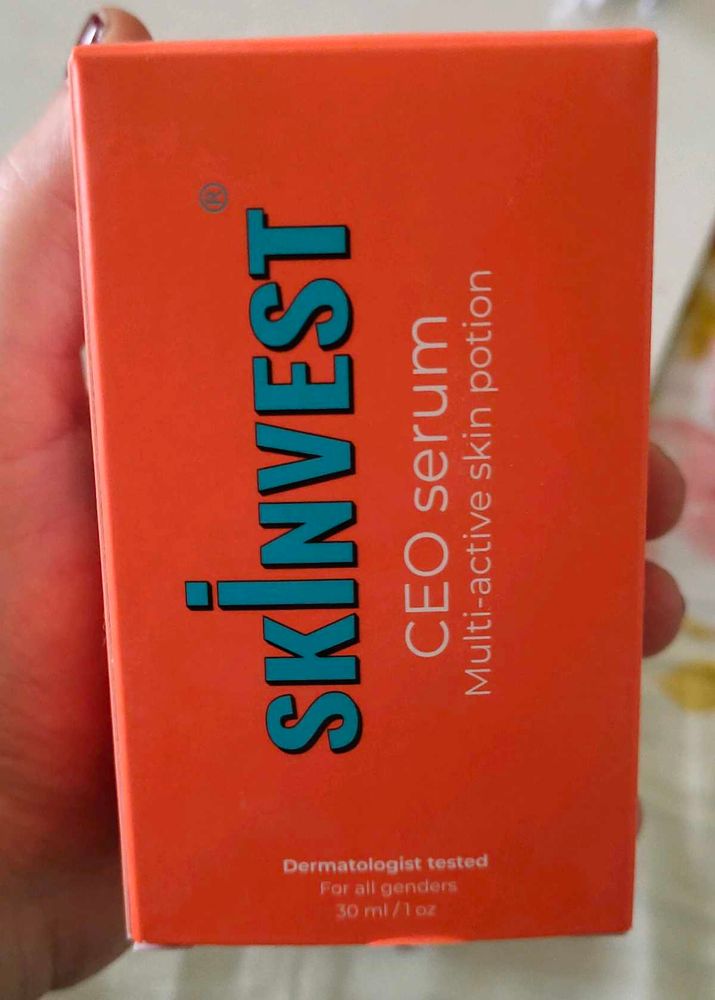 SKiNVEST®
CEO serum
Multi-active skin potion
Dermatologist tested
For all genders
30 ml / 1 oz